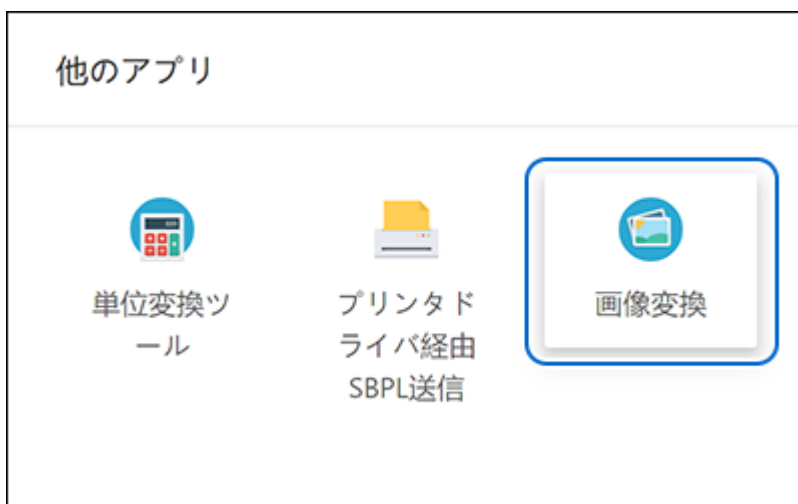 他のアプリ
単位変換ツ
ール
プリンタド
ライバ経由
SBPL送信
画像変換